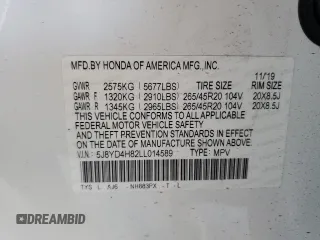 MFD. BY HONDA OF AMERICA MFG., INC.
11/19
GVWR 2575KG (5677LBS) TIRE SIZE RIM SIZE
GAWR F 1320KG (2910LBS) 265/45R20 104V 20X8.5J
GAWR R 1345KG (2965LBS) 265/45R20 104V 20X8.5J
THIS VEHICLE CONFORMS TO ALL APPLICABLE
FEDERAL MOTOR VEHICLE SAFETY
AND THEFT PREVENTION STANDARDS IN EFFECT ON THE
DATE OF MANUFACTURE SHOWN ABOVE.
V.I.N.: 5J8YD4H82LL014589 TYPE: MPV
NH883PX